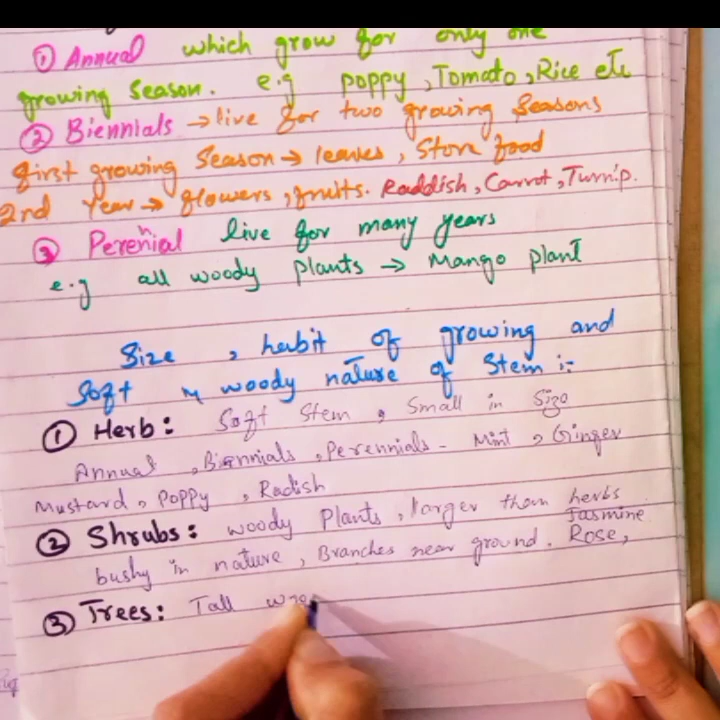 ① Annual which grow for only one
growing season. e.g poppy, Tomato, Rice etc
② Biennials → live for two growing seasons
first growing season → leaves, store food
2nd year → flowers, fruits. Raddish, Carrot, Turnip.
③ Perennial live for many years
e.g all woody plants → Mango plant
Size, habit of growing and
soft woody nature of stem :-
① Herb: Soft stem, Small in size
Annual, Biennials, Perennials - Mint, Ginger
Mustard, Poppy, Radish
② Shrubs: woody plants, larger than herbs
bushy in nature, Branches near ground. Rose, Jasmine
③ Trees: Tall